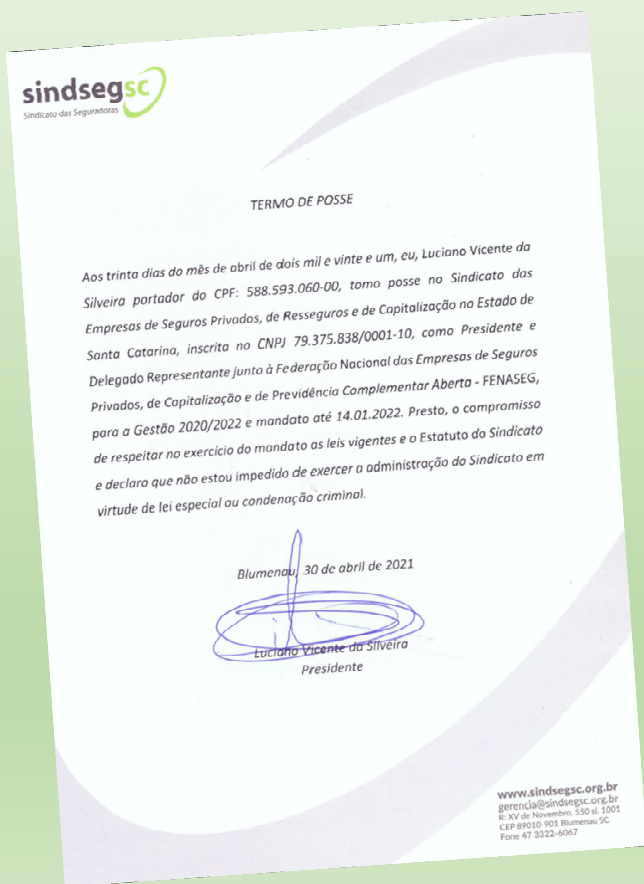 sindsegsc
Sindicato das Seguradoras
TERMO DE POSSE
Aos trinta dias do mês de abril de dois mil e vinte e um, eu, Luciano Vicente da
Silveira portador do CPF: 588.593.060-00, tomo posse no Sindicato das
Empresas de Seguros Privados, de Resseguros e de Capitalização no Estado de
Santa Catarina, inscrita no CNPJ 79.375.838/0001-10, como Presidente e
Delegado Representante junto à Federação Nacional das Empresas de Seguros
Privados, de Capitalização e de Previdência Complementar Aberta - FENASEG,
para a Gestão 2020/2022 e mandato até 14.01.2022. Presto, o compromisso
de respeitar no exercício do mandato as leis vigentes e o Estatuto do Sindicato
e declaro que não estou impedido de exercer a administração do Sindicato em
virtude de lei especial ou condenação criminal.
Blumenau, 30 de abril de 2021
Luciano Vicente da Silveira
Presidente
www.sindsegsc.org.br
gerencia@sindsegsc.org.br
R: XV de Novembro, 550 sl. 1001
CEP 89010-901 Blumenau SC
Fone 47 3322-6067